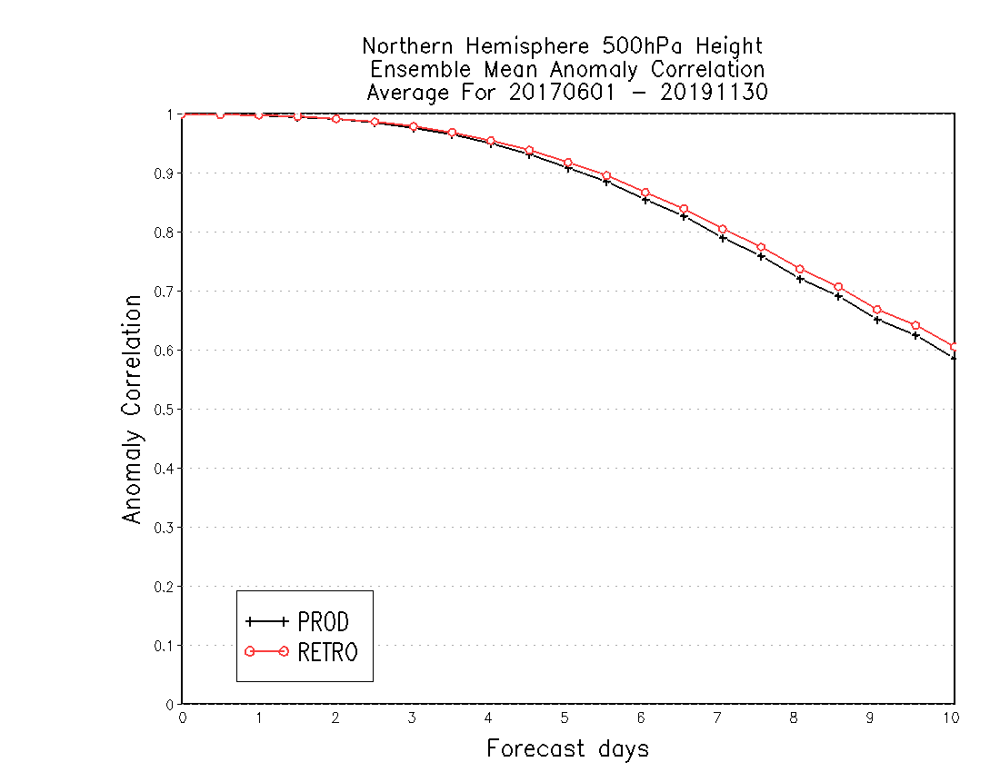 Northern Hemisphere 500hPa Height
Ensemble Mean Anomaly Correlation
Average For 20170601 – 20191130
1
0.9
0.8
0.7
0.6
0.5
0.4
0.3
0.2
0.1
0
Anomaly Correlation
PROD
RETRO
0 1 2 3 4 5 6 7 8 9 10
Forecast days